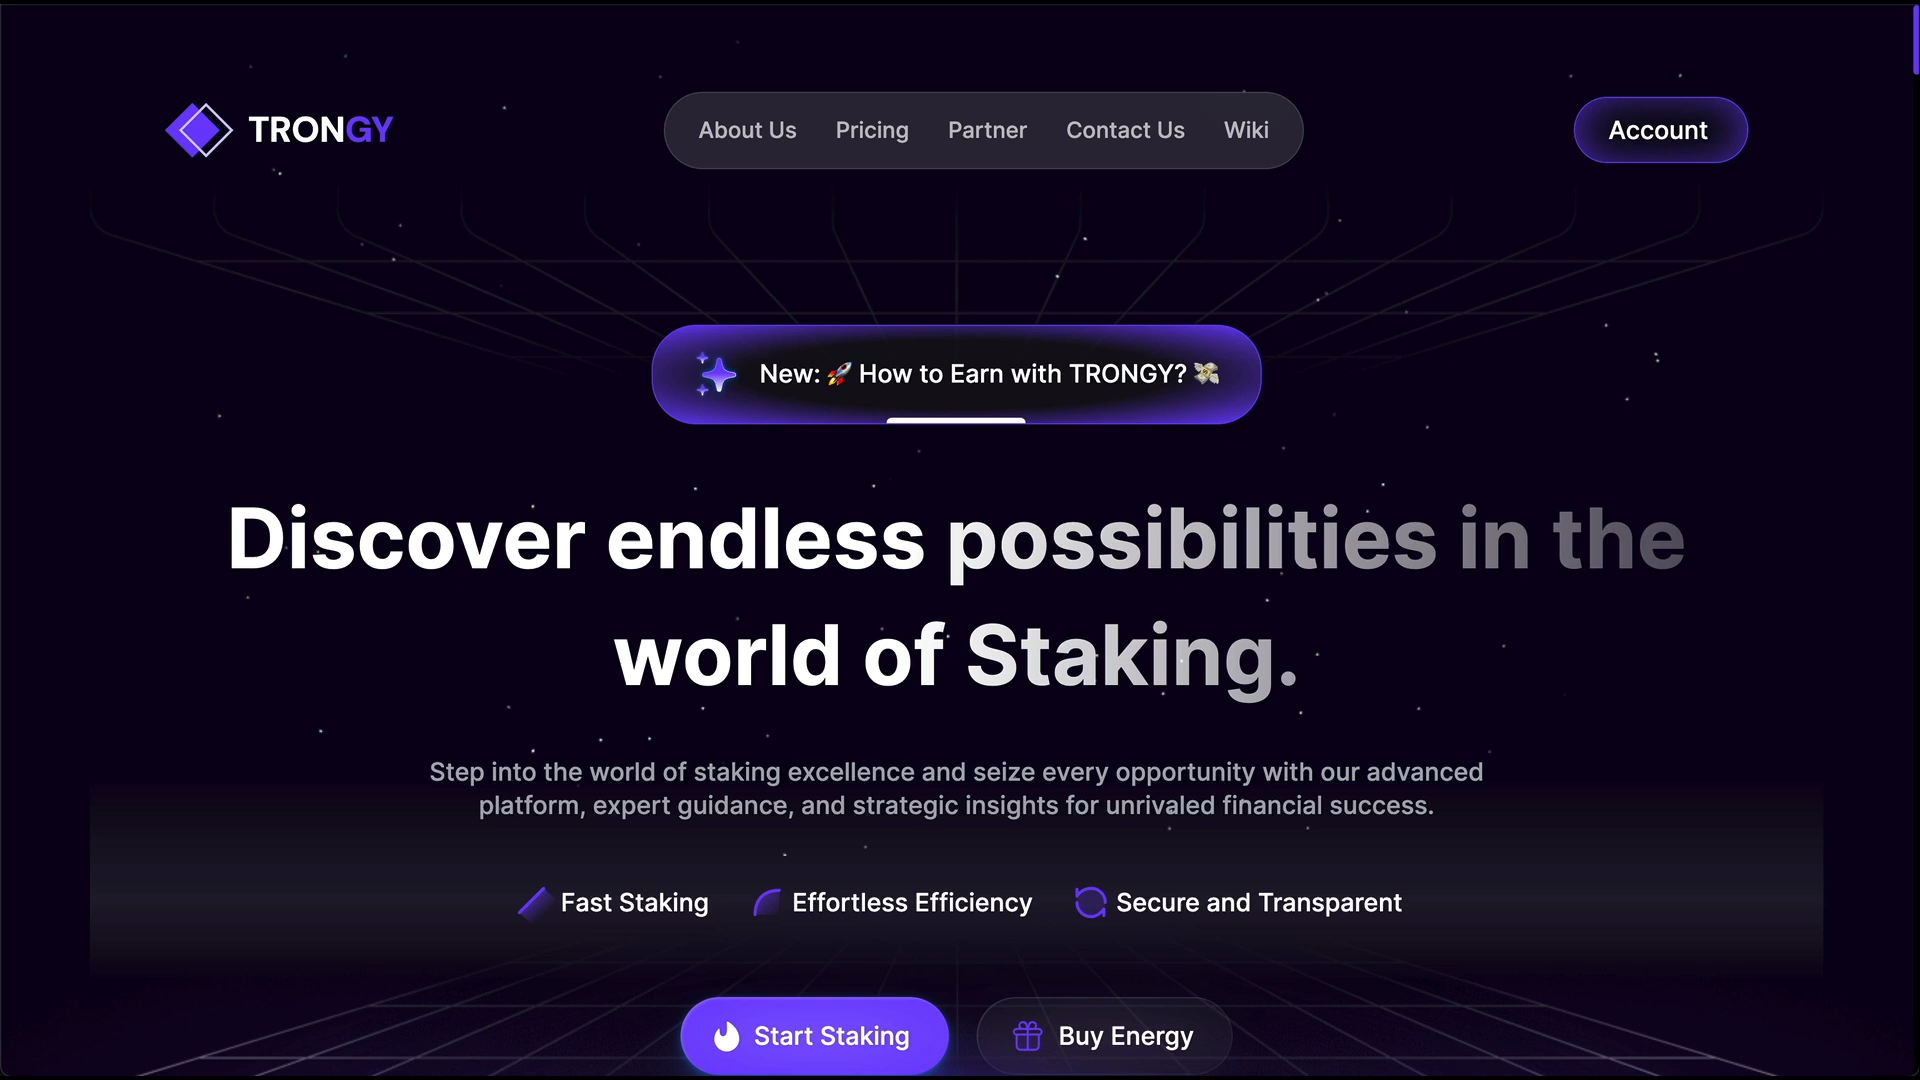 TRONGY
About Us Pricing Partner Contact Us Wiki
Account
New: 🚀 How to Earn with TRONGY? 💸
Discover endless possibilities in the
world of Staking.
Step into the world of staking excellence and seize every opportunity with our advanced
platform, expert guidance, and strategic insights for unrivaled financial success.
Fast Staking Effortless Efficiency Secure and Transparent
Start Staking Buy Energy